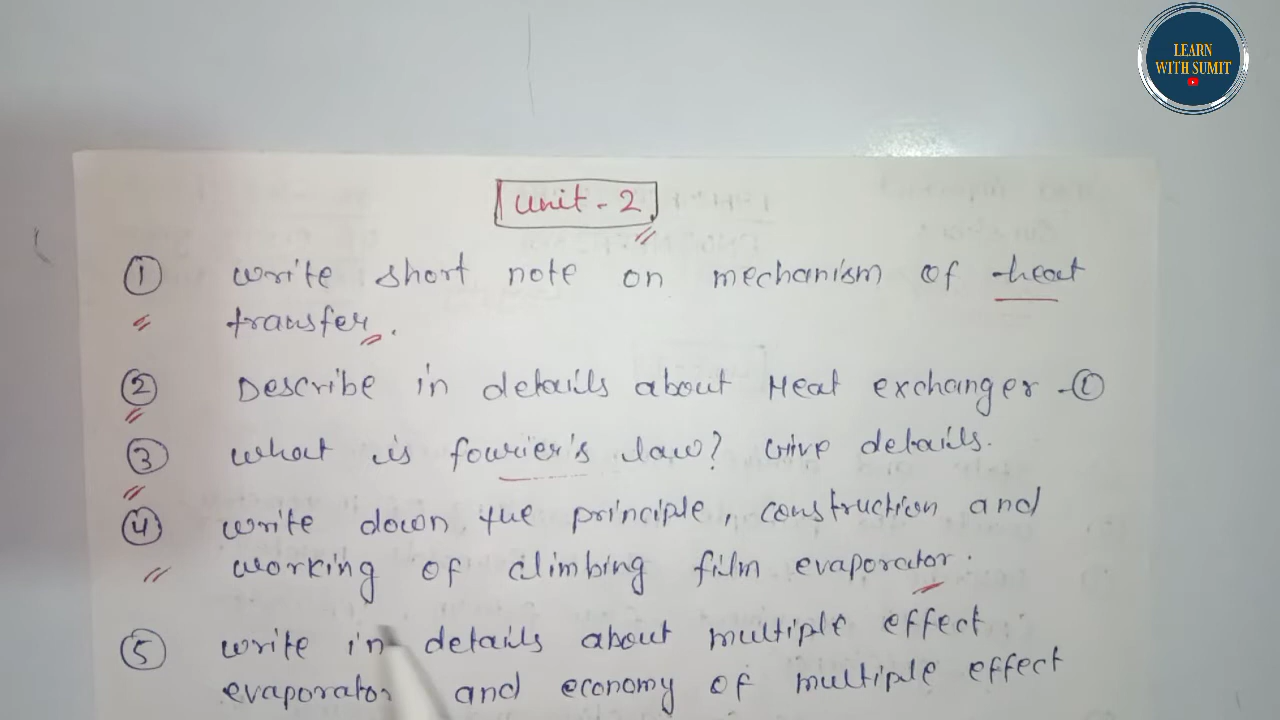 LEARN
WITH SUMIT
Unit - 2
① write short note on mechanism of heat
transfer.
② Describe in details about Heat exchanger - ①
③ what is fourier's law? Give details.
④ write down the principle, construction and
working of climbing film evaporator.
⑤ write in details about multiple effect
evaporator and economy of multiple effect